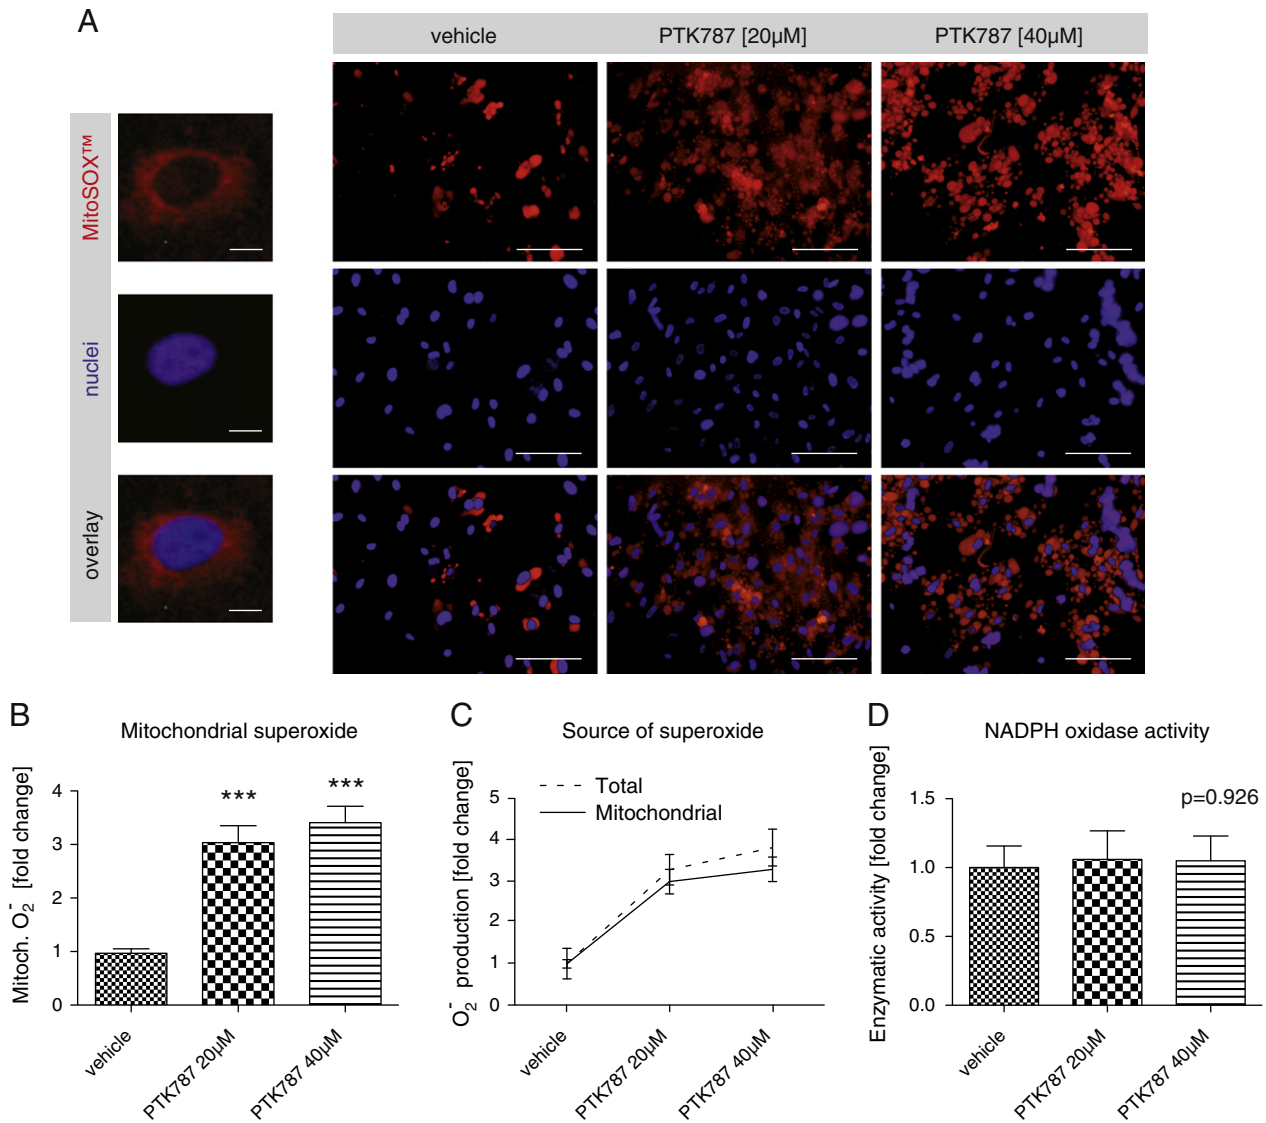 A
vehicle
PTK787 [20µM]
PTK787 [40µM]
MitoSOX™
nuclei
overlay
B
Mitochondrial superoxide
Mitoch. O₂⁻ [fold change]
4
3
2
1
0
***
***
vehicle
PTK787 20µM
PTK787 40µM
C
Source of superoxide
O₂⁻ production [fold change]
Total
Mitochondrial
5
4
3
2
1
0
vehicle
PTK787 20µM
PTK787 40µM
D
NADPH oxidase activity
Enzymatic activity [fold change]
p=0.926
1.5
1.0
0.5
0.0
vehicle
PTK787 20µM
PTK787 40µM